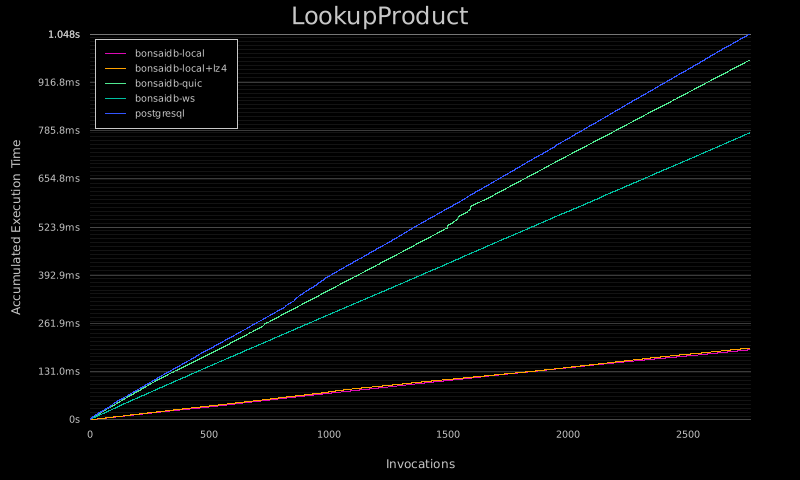 LookupProduct
1.048s
916.8ms
785.8ms
654.8ms
523.9ms
392.9ms
261.9ms
131.0ms
0s
bonsaidb-local
bonsaidb-local+lz4
bonsaidb-quic
bonsaidb-ws
postgresql
Accumulated Execution Time
0 500 1000 1500 2000 2500
Invocations